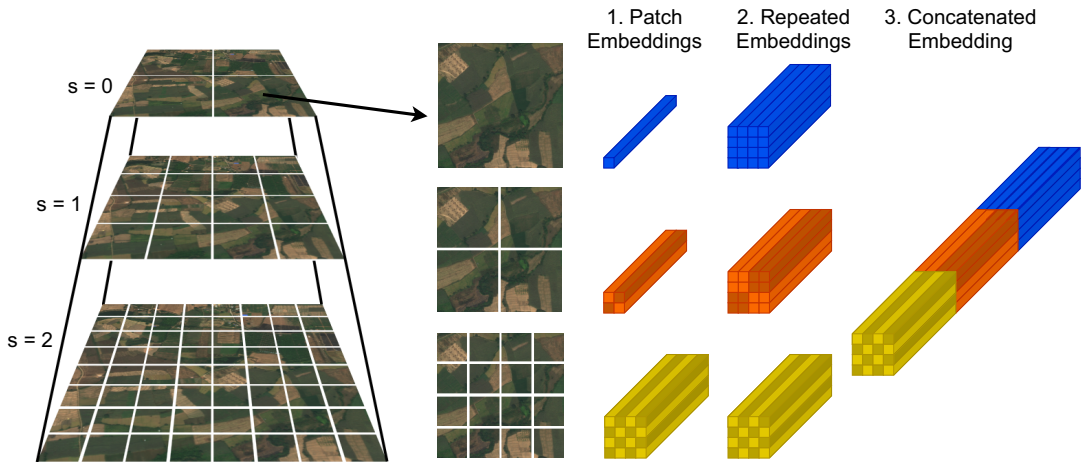 1. Patch
Embeddings
2. Repeated
Embeddings
3. Concatenated
Embedding
s = 0
s = 1
s = 2